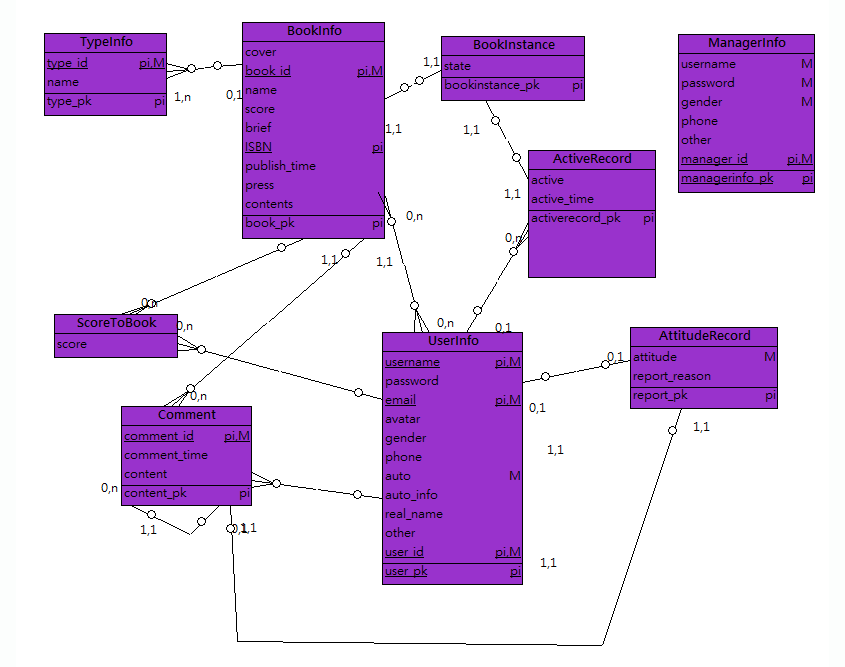 TypeInfo
type_id pi,M
name
type_pk pi
1,n
0,1
BookInfo
cover
book_id pi,M
name
score
brief
ISBN pi
publish_time
press
contents
book_pk pi
1,1
BookInstance
state
bookinstance_pk pi
1,1
1,1
1,1
ActiveRecord
active
active_time
activerecord_pk pi
ManagerInfo
username M
password M
gender M
phone
other
manager_id pi,M
managerinfo_pk pi
0,n
0,n
1,1
1,1
0,n
0,n
0,n
0,1
ScoreToBook
score
UserInfo
username pi,M
password
email pi,M
avatar
gender
phone
auto M
auto_info
real_name
other
user_id pi,M
user_pk pi
AttitudeRecord
attitude M
report_reason
report_pk pi
0,1
0,1
1,1
1,1
1,1
0,n
Comment
comment_id pi,M
comment_time
content
content_pk pi
0,n
1,1
0,1
1,1